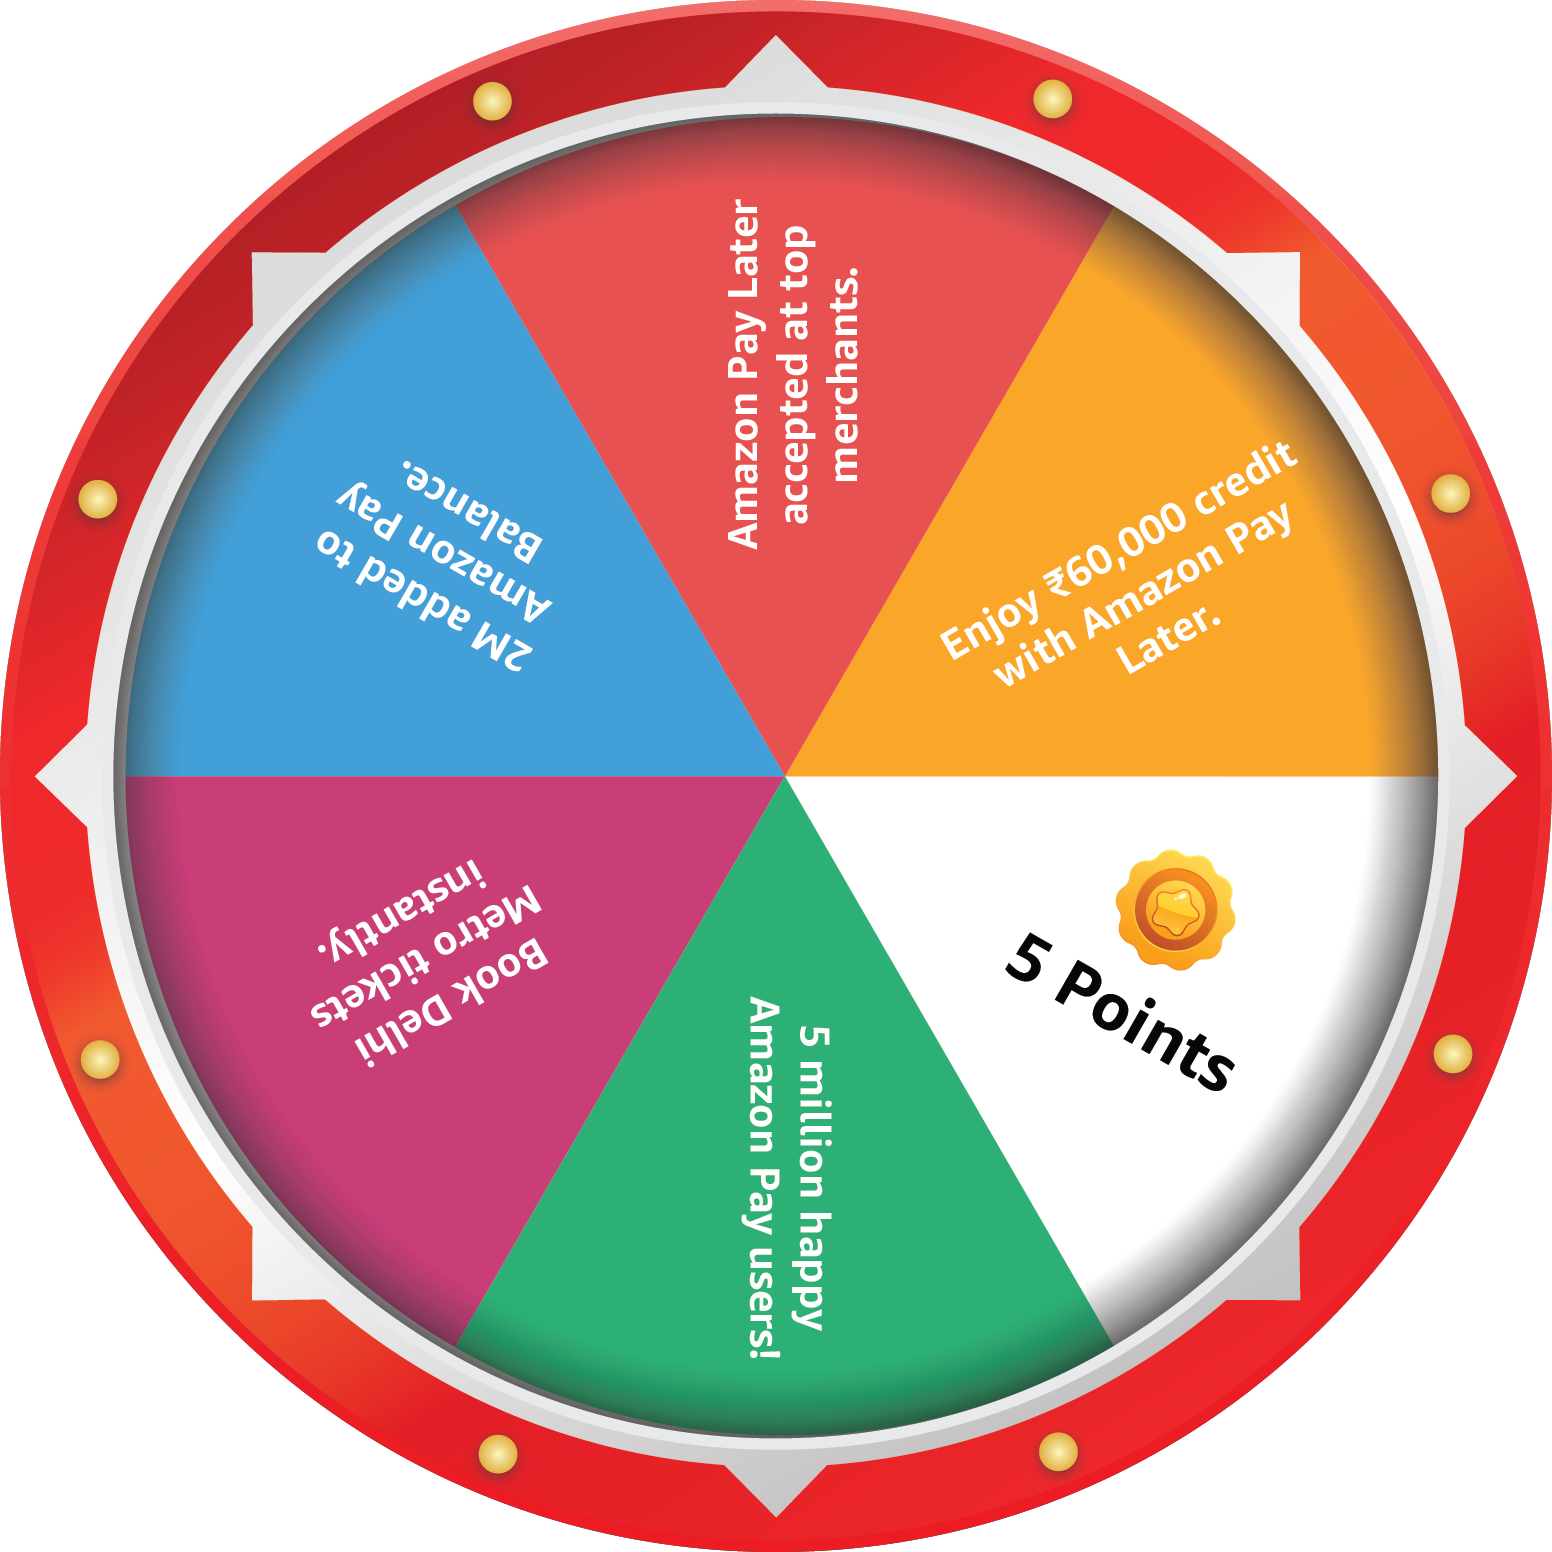 Amazon Pay Later
accepted at top
merchants.
Enjoy ₹60,000 credit
with Amazon Pay
Later.
5 Points
5 million happy
Amazon Pay users!
Book Delhi
Metro tickets
instantly.
2M added to
Amazon Pay
Balance.